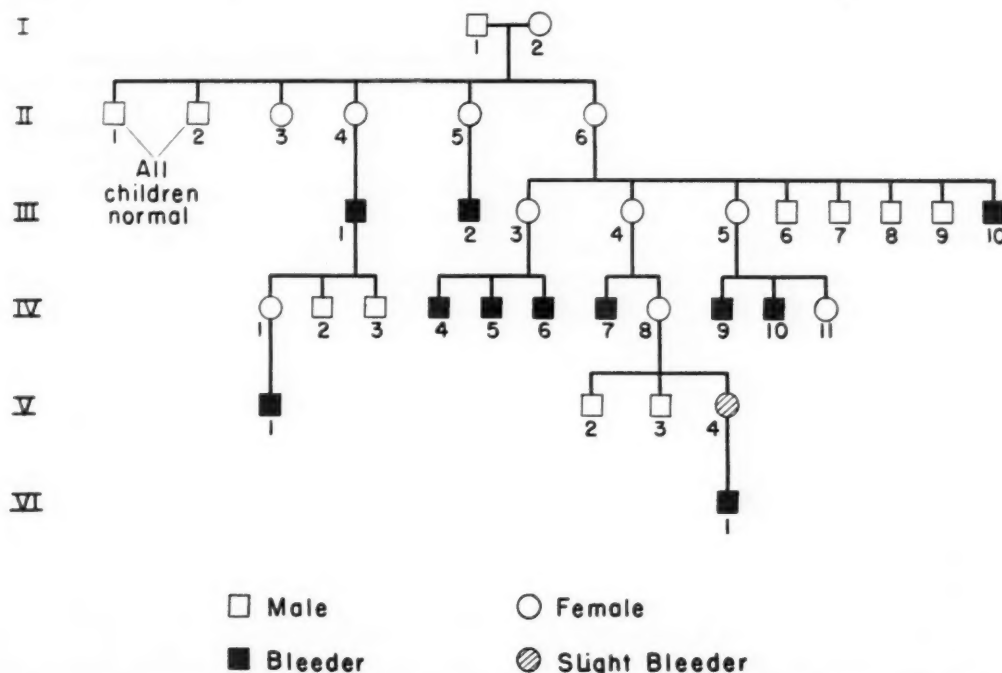 I
1 2
II
1 2 3 4 5 6
All
children
normal
III
1 2 3 4 5 6 7 8 9 10
IV
1 2 3 4 5 6 7 8 9 10 11
V
1 2 3 4
VI
1
Male Female
Bleeder Slight Bleeder